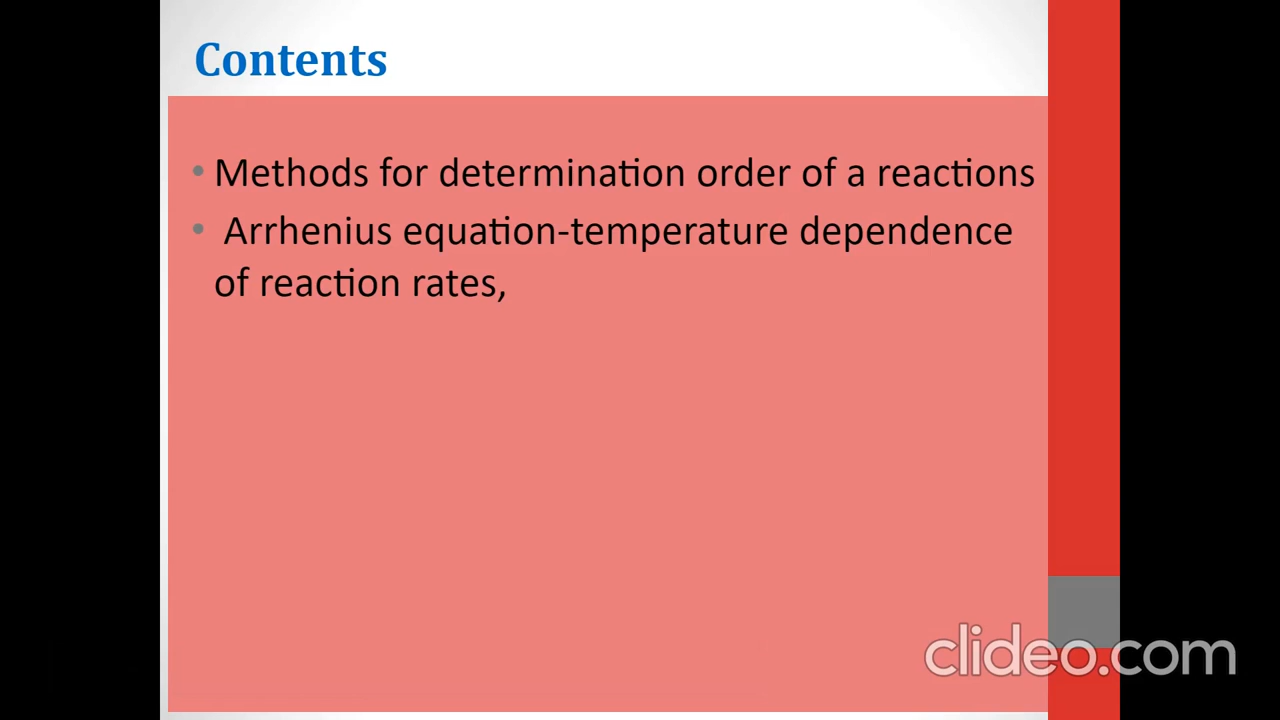 Contents
• Methods for determination order of a reactions
• Arrhenius equation-temperature dependence
of reaction rates,
clideo.com